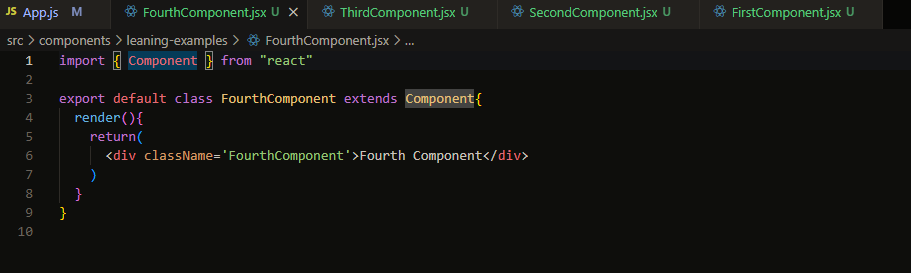 JS App.js M FourthComponent.jsx U × ThirdComponent.jsx U SecondComponent.jsx U FirstComponent.jsx U
src > components > leaning-examples > FourthComponent.jsx > ...
1 import { Component } from "react"
2
3 export default class FourthComponent extends Component{
4 render(){
5 return(
6 <div className='FourthComponent'>Fourth Component</div>
7 )
8 }
9 }
10